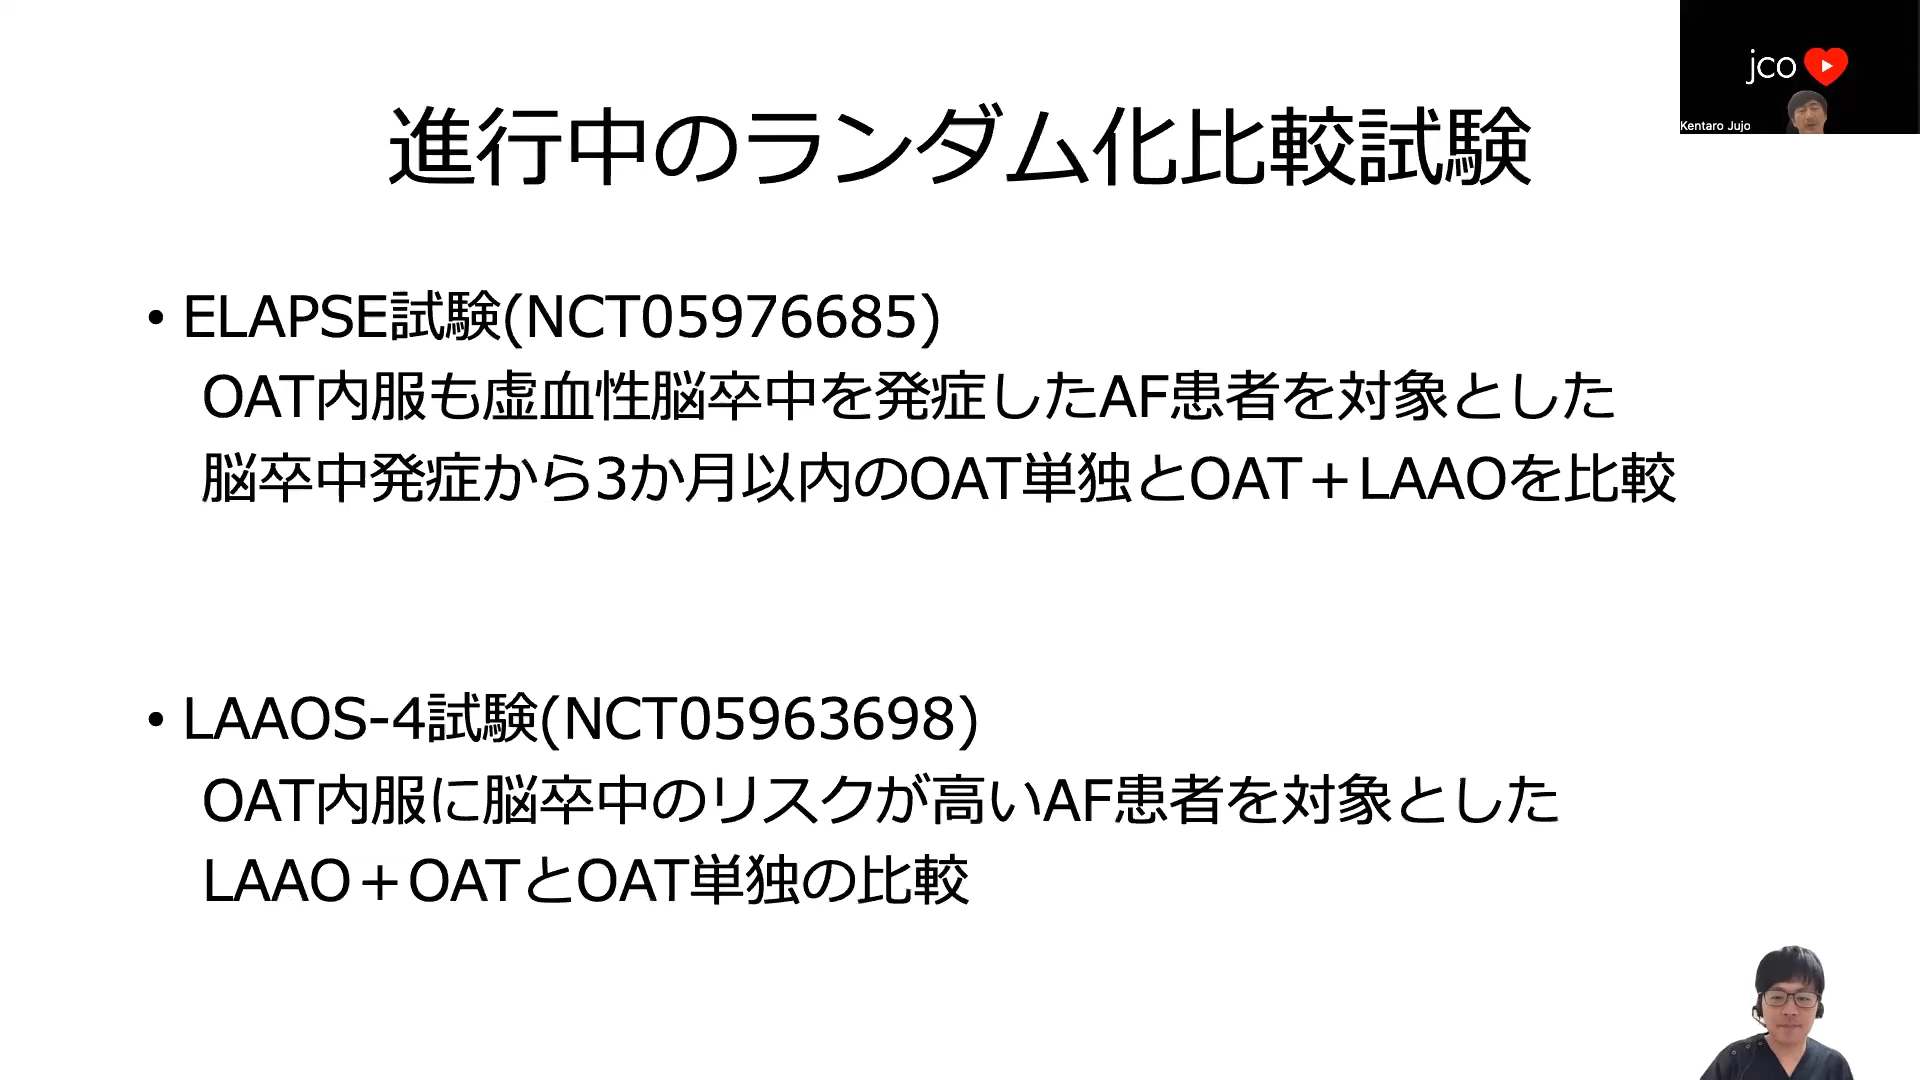 jco
Kentaro Jujo
進行中のランダム化比較試験
• ELAPSE試験(NCT05976685)
OAT内服も虚血性脳卒中を発症したAF患者を対象とした
脳卒中発症から3か月以内のOAT単独とOAT＋LAAOを比較
• LAAOS-4試験(NCT05963698)
OAT内服に脳卒中のリスクが高いAF患者を対象とした
LAAO＋OATとOAT単独の比較